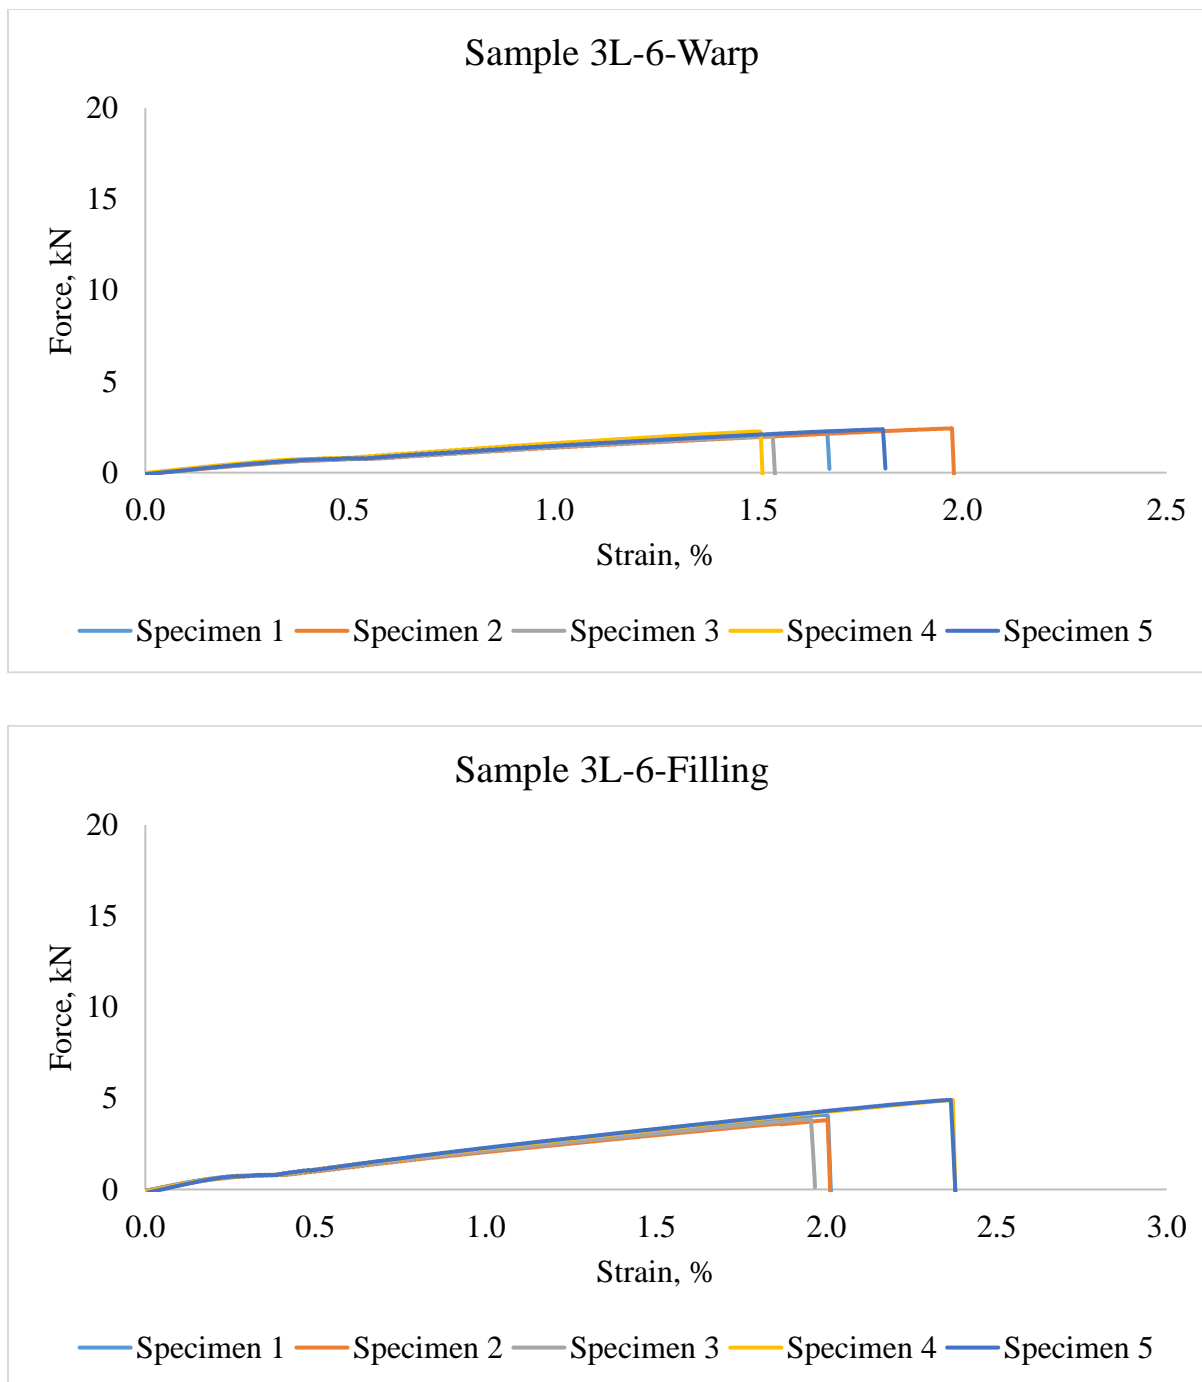 Sample 3L-6-Warp
20
15
10
5
0
Force, kN
0.0 0.5 1.0 1.5 2.0 2.5
Strain, %
Specimen 1 Specimen 2 Specimen 3 Specimen 4 Specimen 5
Sample 3L-6-Filling
20
15
10
5
0
Force, kN
0.0 0.5 1.0 1.5 2.0 2.5 3.0
Strain, %
Specimen 1 Specimen 2 Specimen 3 Specimen 4 Specimen 5